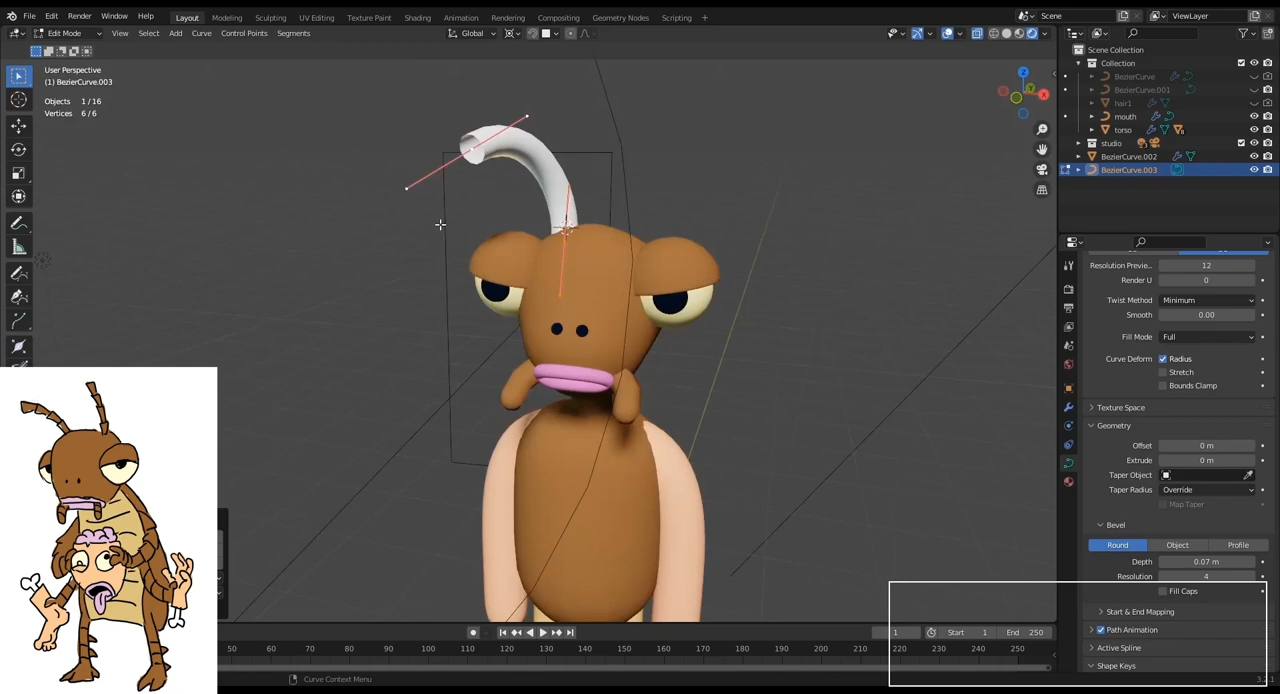 File Edit Render Window Help Layout Modeling Sculpting UV Editing Texture Paint Shading Animation Rendering Compositing Geometry Nodes Scripting + Scene ViewLayer
Edit Mode View Select Add Curve Control Points Segments Global
User Perspective
(1) BezierCurve.003
Objects 1/16
Vertices 6/6
X
Z
Scene Collection
Collection
BezierCurve
BezierCurve.001
hair1
mouth
torso
studio
BezierCurve.002
BezierCurve.003
Resolution Previe.. 12
Render U 0
Twist Method Minimum
Smooth 0.00
Fill Mode Full
Curve Deform Radius
Stretch
Bounds Clamp
Texture Space
Geometry
Offset 0 m
Extrude 0 m
Taper Object
Taper Radius Override
Map Taper
Bevel
Round Object Profile
Depth 0.07 m
Resolution 4
Fill Caps
Start & End Mapping
Path Animation
Active Spline
Shape Keys
1 Start 1 End 250
50 60 70 80 90 100 110 120 130 140 150 160 170 180 190 200 210 220 230 240 250
Curve Context Menu
3.2.1